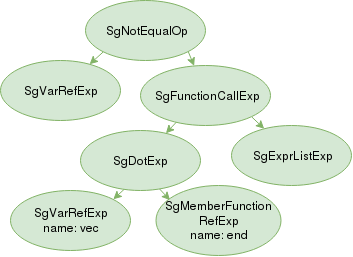 SgNotEqualOp
SgVarRefExp
SgFunctionCallExp
SgDotExp
SgExprListExp
SgVarRefExp
name: vec
SgMemberFunction
RefExp
name: end